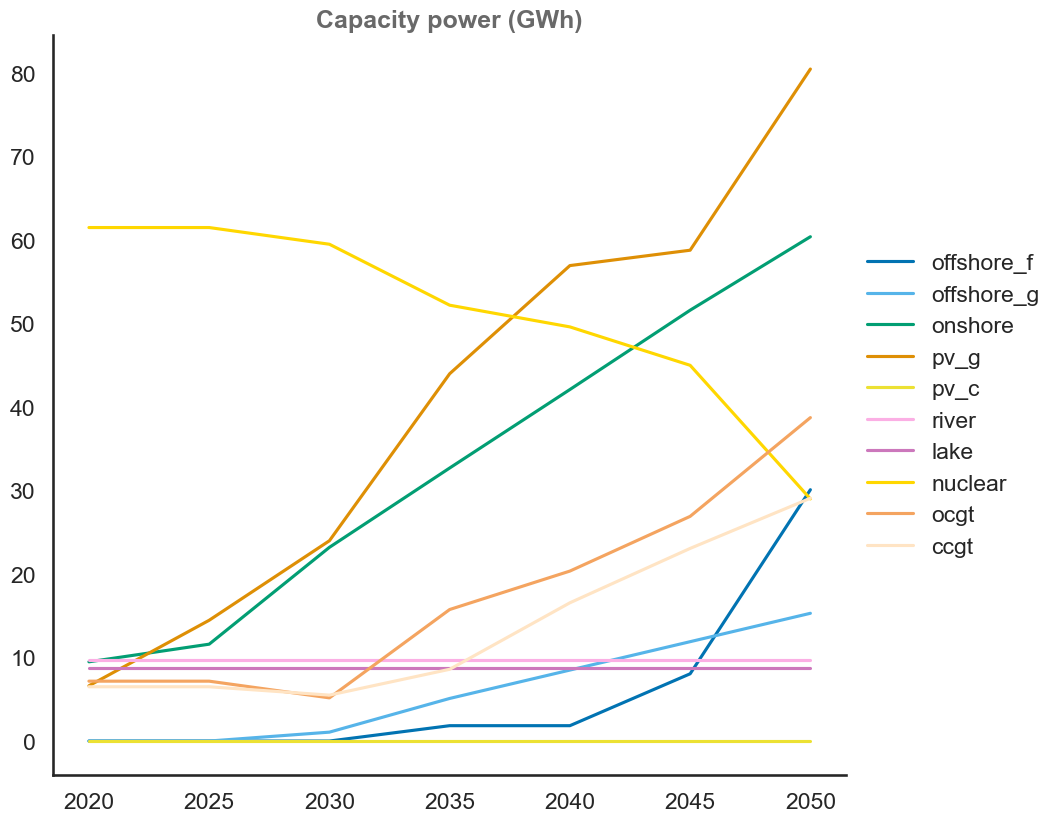 Capacity power (GWh)
80
70
60
50
40
30
20
10
0
2020 2025 2030 2035 2040 2045 2050
offshore_f
offshore_g
onshore
pv_g
pv_c
river
lake
nuclear
ocgt
ccgt